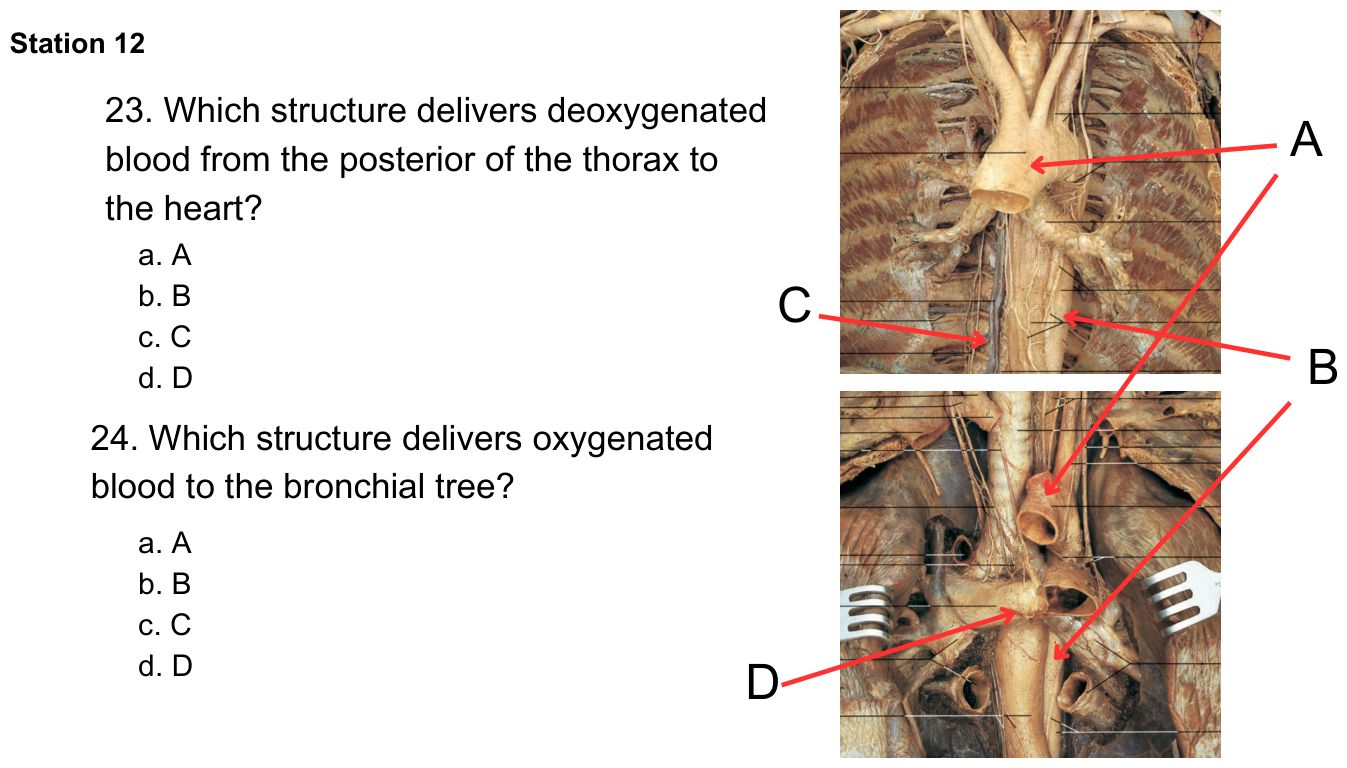 Station 12
23. Which structure delivers deoxygenated
blood from the posterior of the thorax to
the heart?
a. A
b. B
c. C
d. D
24. Which structure delivers oxygenated
blood to the bronchial tree?
a. A
b. B
c. C
d. D
A
C
B
D